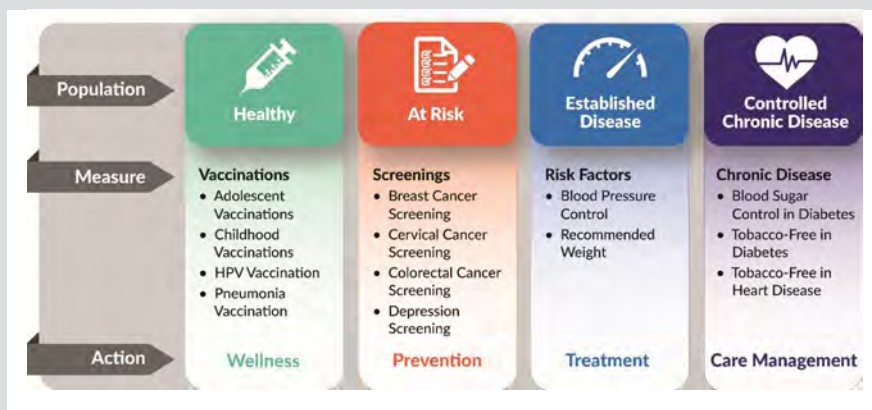 Population
Healthy
At Risk
Established
Disease
Controlled
Chronic Disease
Measure
Vaccinations
• Adolescent
Vaccinations
• Childhood
Vaccinations
• HPV Vaccination
• Pneumonia
Vaccination
Screenings
• Breast Cancer
Screening
• Cervical Cancer
Screening
• Colorectal Cancer
Screening
• Depression
Screening
Risk Factors
• Blood Pressure
Control
• Recommended
Weight
Chronic Disease
• Blood Sugar
Control in Diabetes
• Tobacco-Free in
Diabetes
• Tobacco-Free in
Heart Disease
Action
Wellness
Prevention
Treatment
Care Management